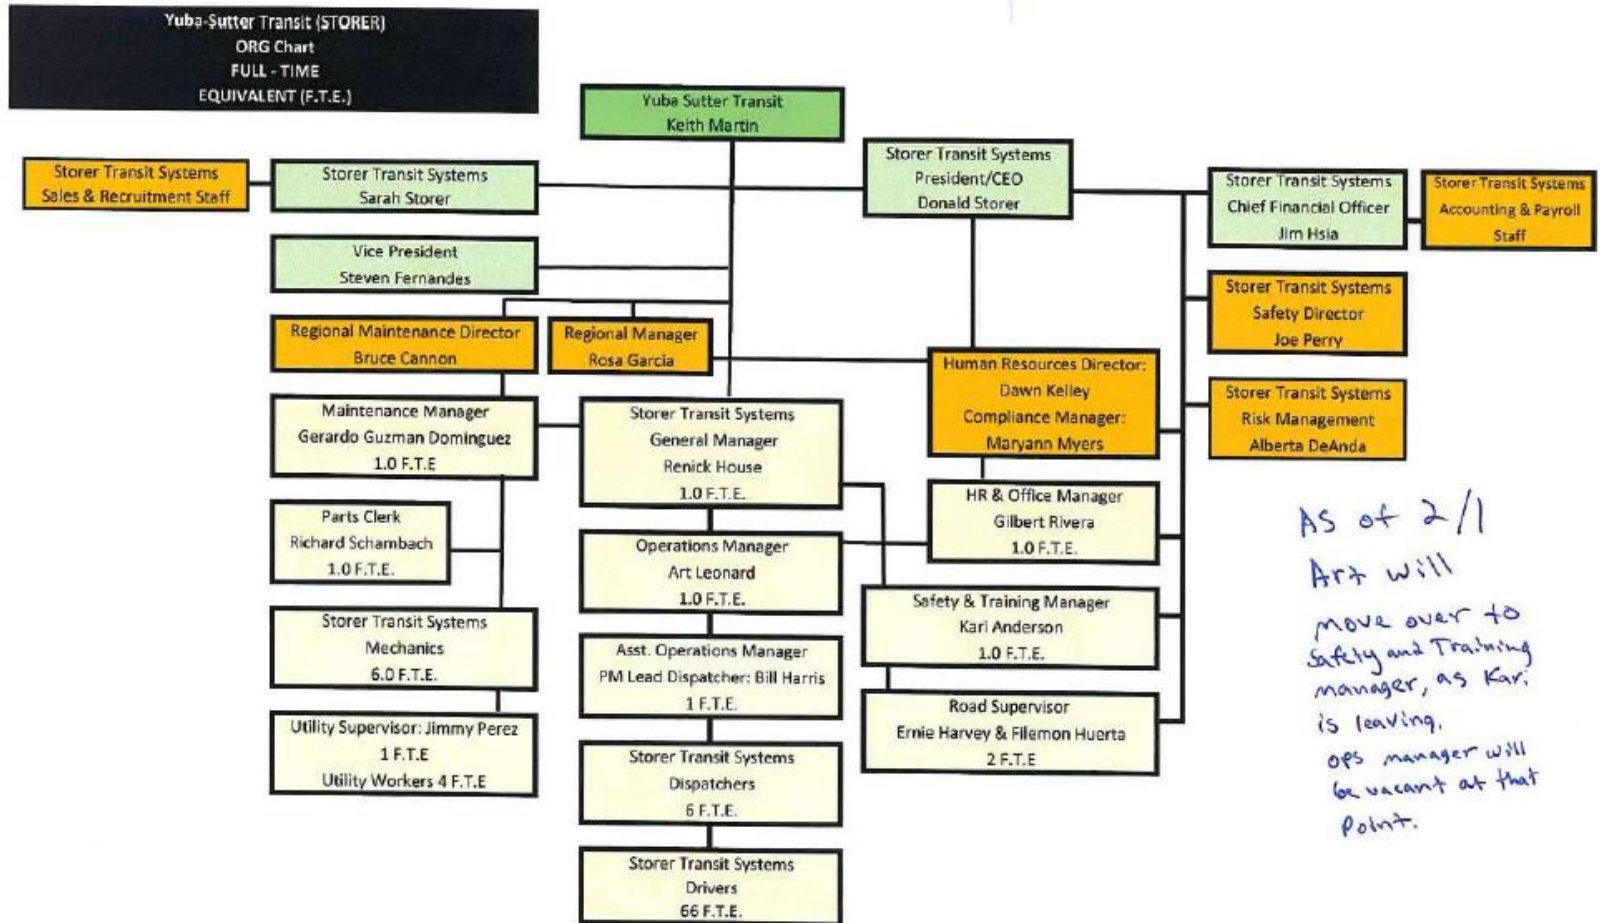 Yuba-Sutter Transit (STORER)
ORG Chart
FULL - TIME
EQUIVALENT (F.T.E.)
Yuba Sutter Transit
Keith Martin
Storer Transit Systems
Sales & Recruitment Staff
Storer Transit Systems
Sarah Storer
Storer Transit Systems
President/CEO
Donald Storer
Storer Transit Systems
Chief Financial Officer
Jim Hsia
Storer Transit Systems
Accounting & Payroll
Staff
Vice President
Steven Fernandes
Storer Transit Systems
Safety Director
Joe Perry
Regional Maintenance Director
Bruce Cannon
Regional Manager
Rosa Garcia
Human Resources Director:
Dawn Kelley
Compliance Manager:
Maryann Myers
Storer Transit Systems
Risk Management
Alberta DeAnda
Maintenance Manager
Gerardo Guzman Dominguez
1.0 F.T.E
Storer Transit Systems
General Manager
Renick House
1.0 F.T.E.
HR & Office Manager
Gilbert Rivera
1.0 F.T.E.
Parts Clerk
Richard Schambach
1.0 F.T.E.
Operations Manager
Art Leonard
1.0 F.T.E.
Safety & Training Manager
Kari Anderson
1.0 F.T.E.
Storer Transit Systems
Mechanics
6.0 F.T.E.
Asst. Operations Manager
PM Lead Dispatcher: Bill Harris
1 F.T.E.
Road Supervisor
Ernie Harvey & Filemon Huerta
2 F.T.E
Utility Supervisor: Jimmy Perez
1 F.T.E
Utility Workers 4 F.T.E
Storer Transit Systems
Dispatchers
6 F.T.E.
Storer Transit Systems
Drivers
66 F.T.E.
AS of 2/1
Art will
move over to
Safety and Training
manager, as Kari
is leaving.
ops manager will
be vacant at that
Point.